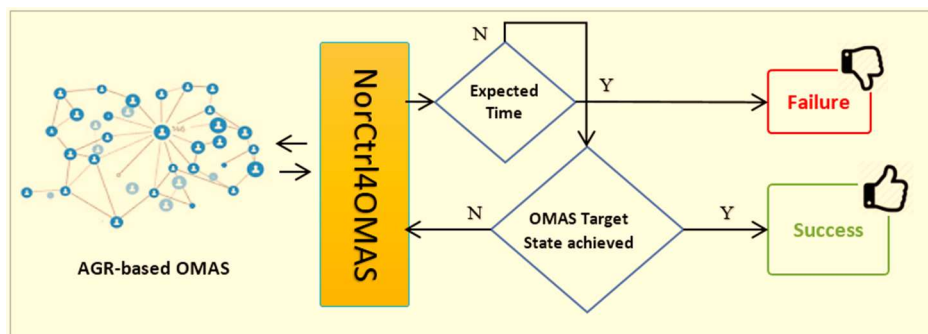 N
Expected
Time
Y
Failure
NorCtrl4OMAS
N
OMAS Target
State achieved
Y
Success
AGR-based OMAS